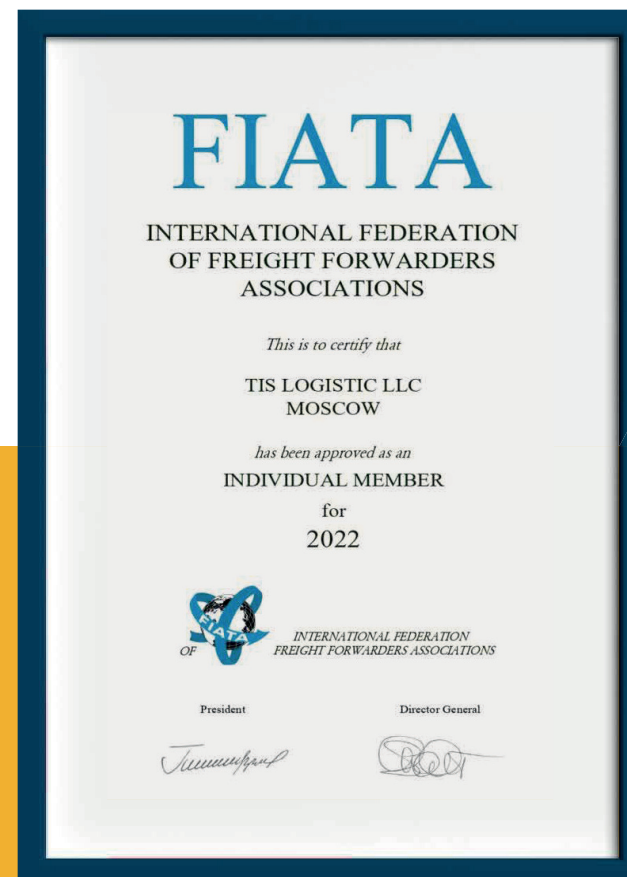 FIATA
INTERNATIONAL FEDERATION
OF FREIGHT FORWARDERS
ASSOCIATIONS
This is to certify that
TIS LOGISTIC LLC
MOSCOW
has been approved as an
INDIVIDUAL MEMBER
for
2022
FIATA
INTERNATIONAL FEDERATION
OF FREIGHT FORWARDERS ASSOCIATIONS
President Director General